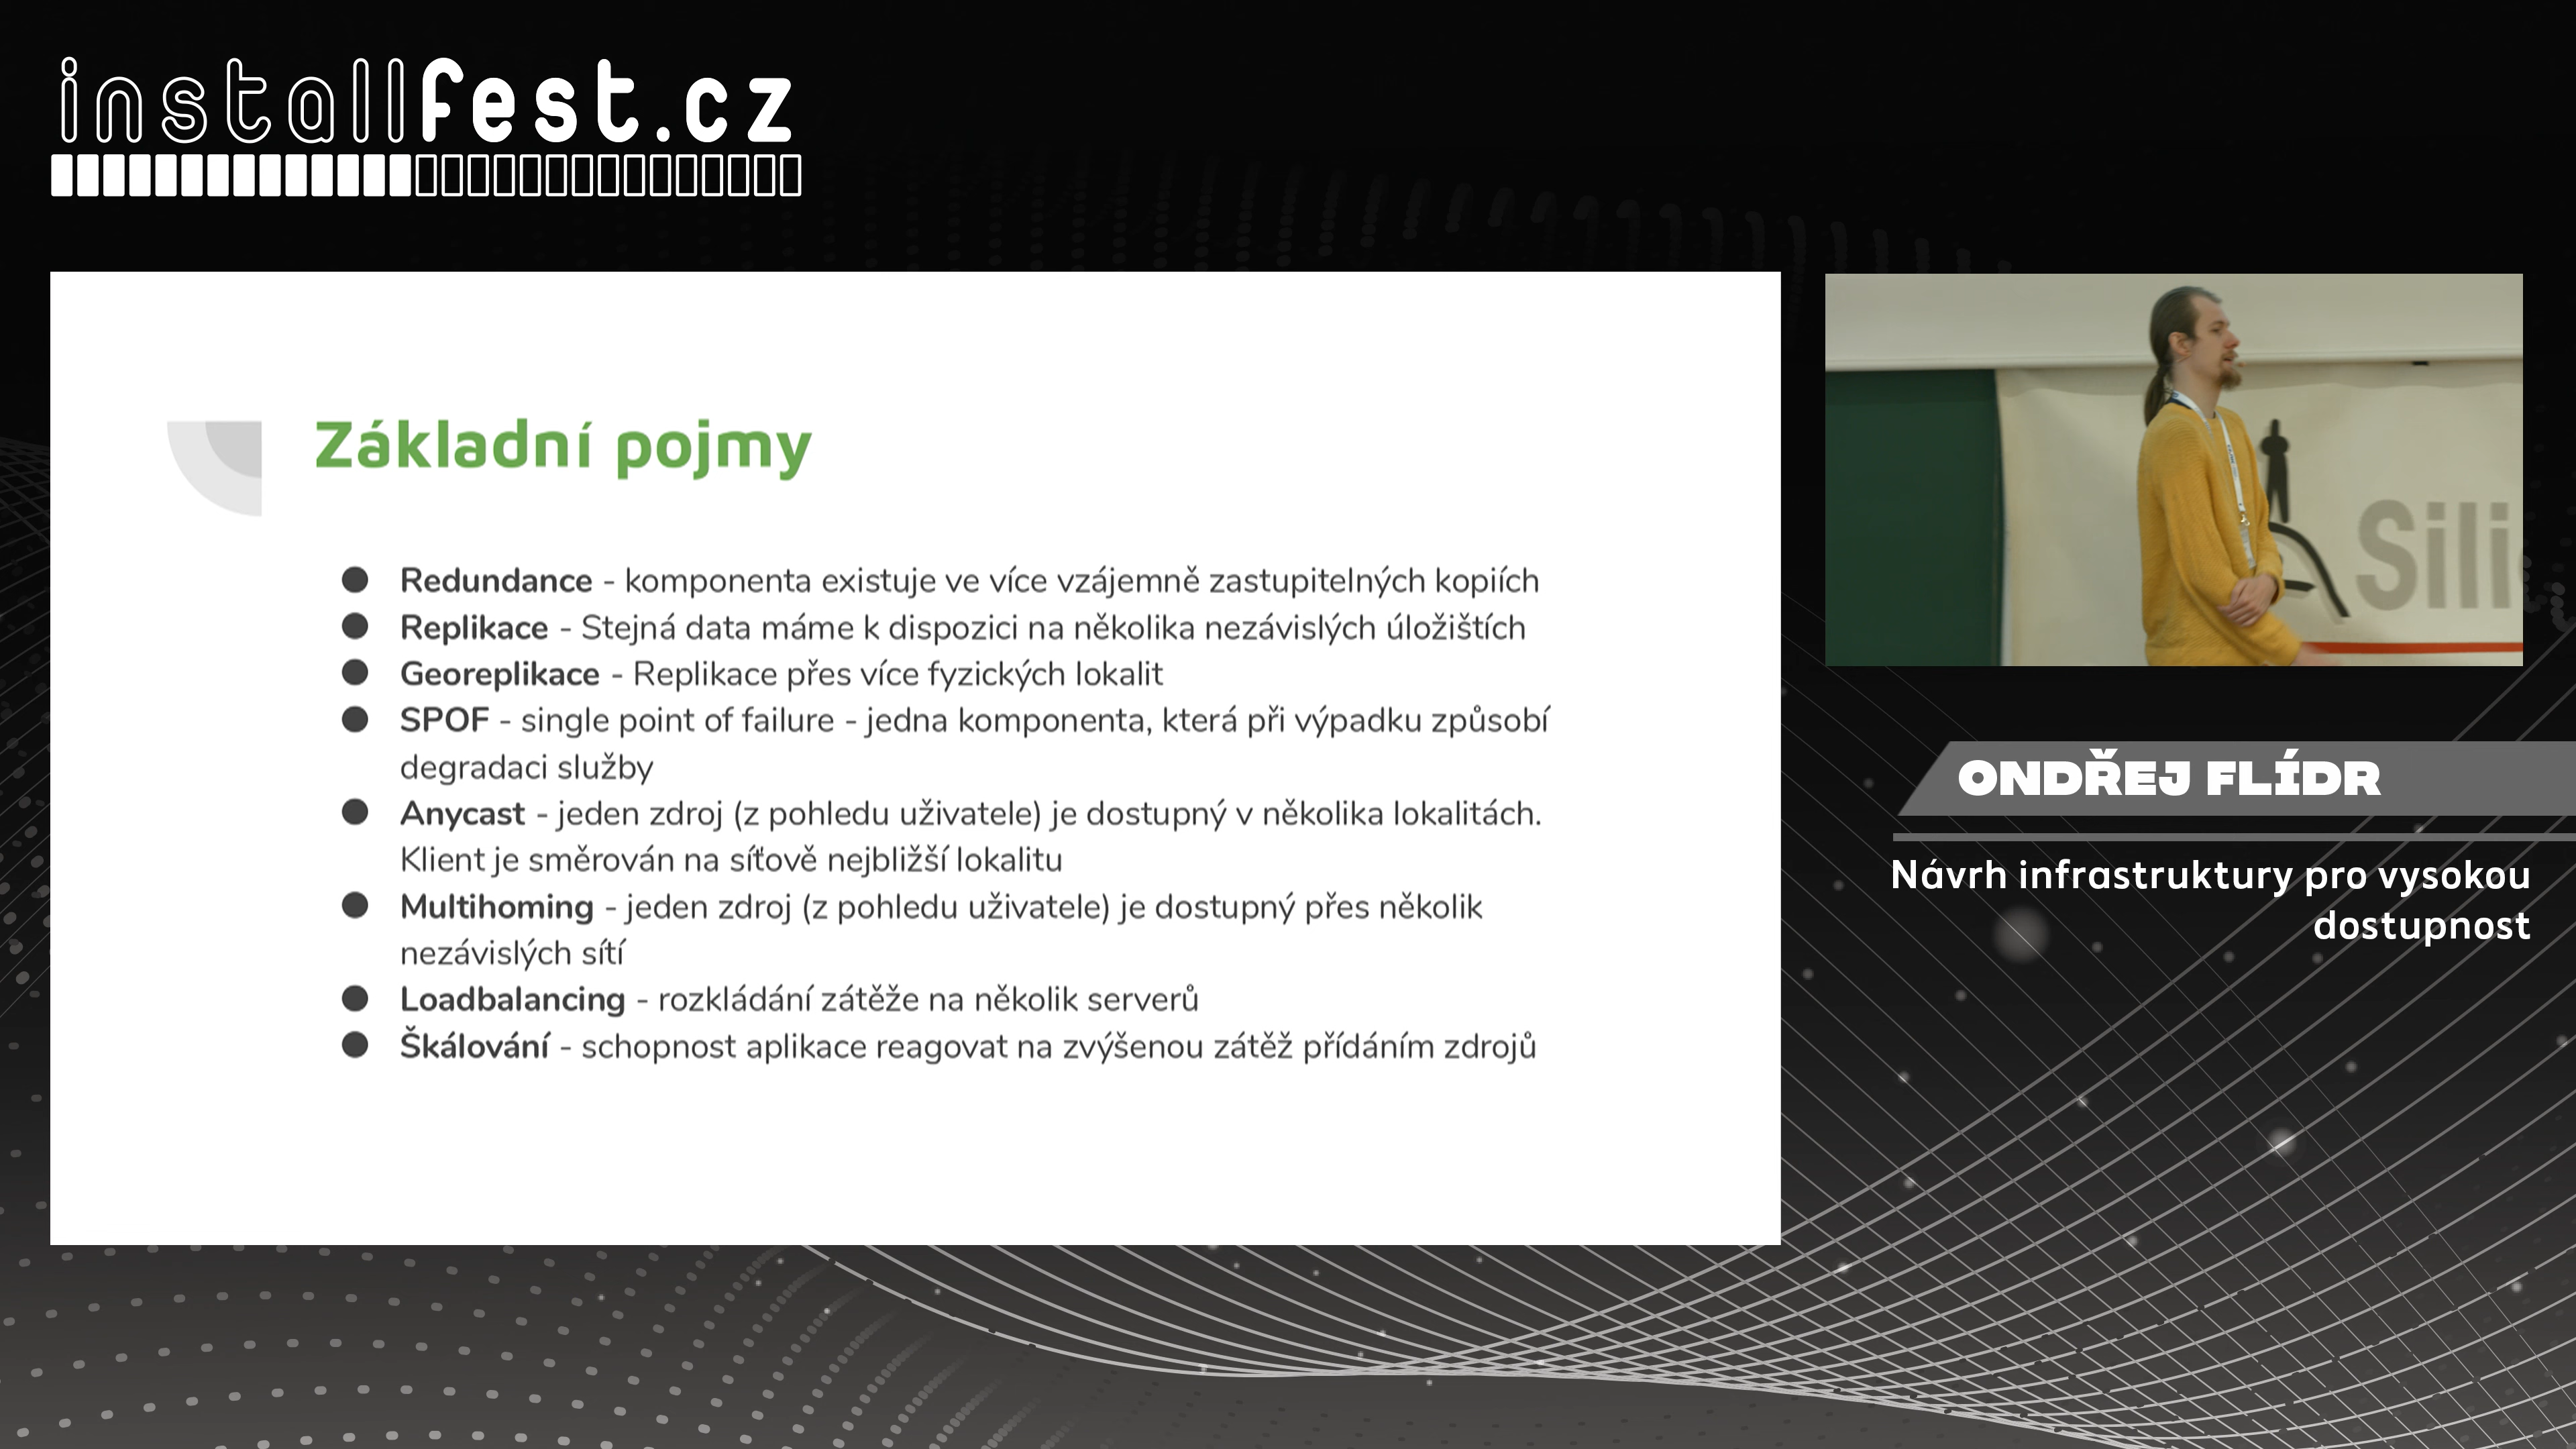 installfest.cz
Základní pojmy
● Redundance - komponenta existuje ve více vzájemně zastupitelných kopiích
● Replikace - Stejná data máme k dispozici na několika nezávislých úložištích
● Georeplikace - Replikace přes více fyzických lokalit
● SPOF - single point of failure - jedna komponenta, která při výpadku způsobí
degradaci služby
● Anycast - jeden zdroj (z pohledu uživatele) je dostupný v několika lokalitách.
Klient je směrován na síťově nejbližší lokalitu
● Multihoming - jeden zdroj (z pohledu uživatele) je dostupný přes několik
nezávislých sítí
● Loadbalancing - rozkládání zátěže na několik serverů
● Škálování - schopnost aplikace reagovat na zvýšenou zátěž přídáním zdrojů
Sili
ONDŘEJ FLÍDR
Návrh infrastruktury pro vysokou
dostupnost